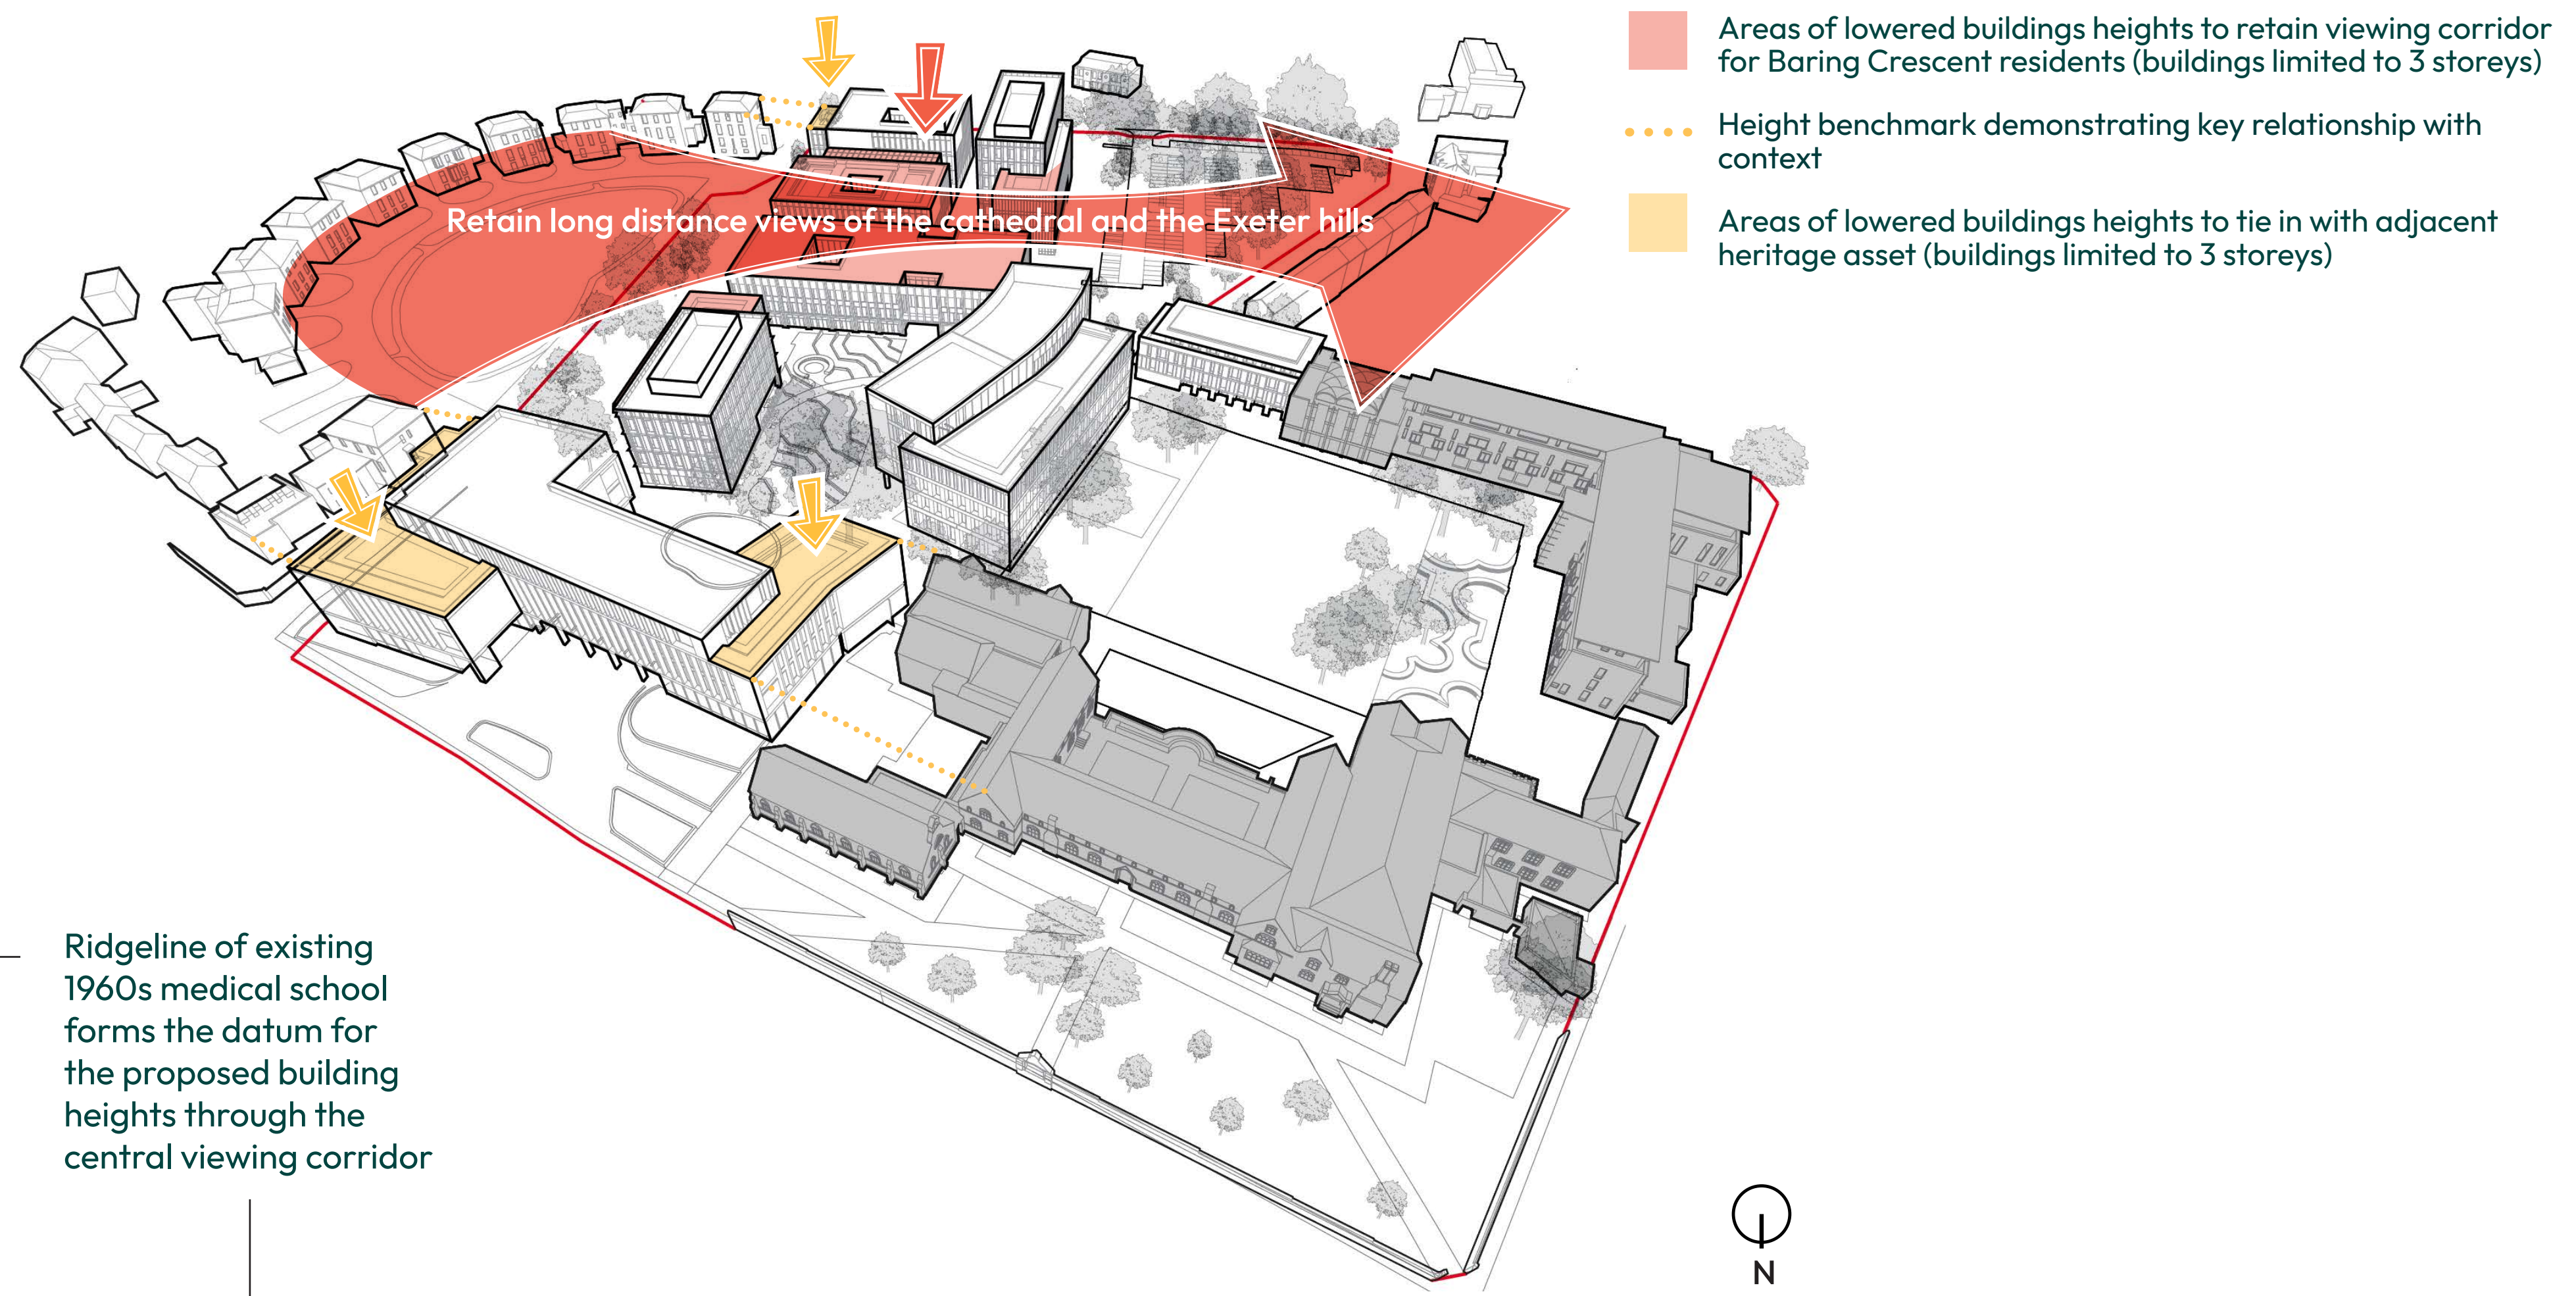 Areas of lowered buildings heights to retain viewing corridor
for Baring Crescent residents (buildings limited to 3 storeys)
Height benchmark demonstrating key relationship with
context
Areas of lowered buildings heights to tie in with adjacent
heritage asset (buildings limited to 3 storeys)
Retain long distance views of the cathedral and the Exeter hills
Ridgeline of existing
1960s medical school
forms the datum for
the proposed building
heights through the
central viewing corridor
N